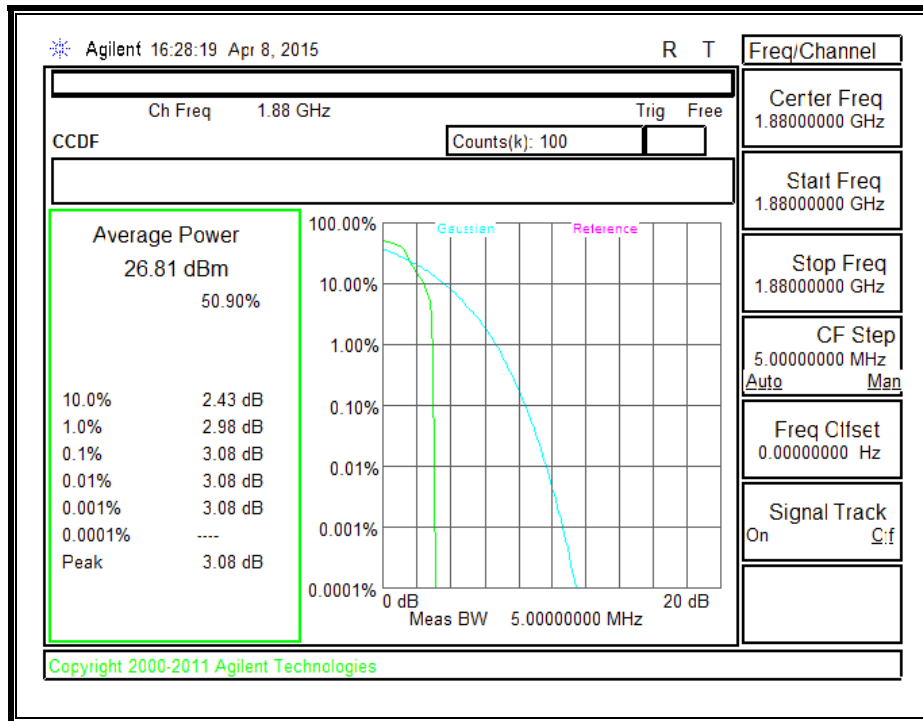 Agilent 16:28:19 Apr 8, 2015 R T
Ch Freq 1.88 GHz Trig Free
CCDF Counts(k): 100
Average Power
26.81 dBm
50.90%
10.0% 2.43 dB
1.0% 2.98 dB
0.1% 3.08 dB
0.01% 3.08 dB
0.001% 3.08 dB
0.0001% ----
Peak 3.08 dB
Gaussian Reference
100.00%
10.00%
1.00%
0.10%
0.01%
0.001%
0.0001%
0 dB 20 dB
Meas BW 5.00000000 MHz
Freq/Channel
Center Freq
1.88000000 GHz
Start Freq
1.88000000 GHz
Stop Freq
1.88000000 GHz
CF Step
5.00000000 MHz
Auto Man
Freq Offset
0.00000000 Hz
Signal Track
On Off
Copyright 2000-2011 Agilent Technologies